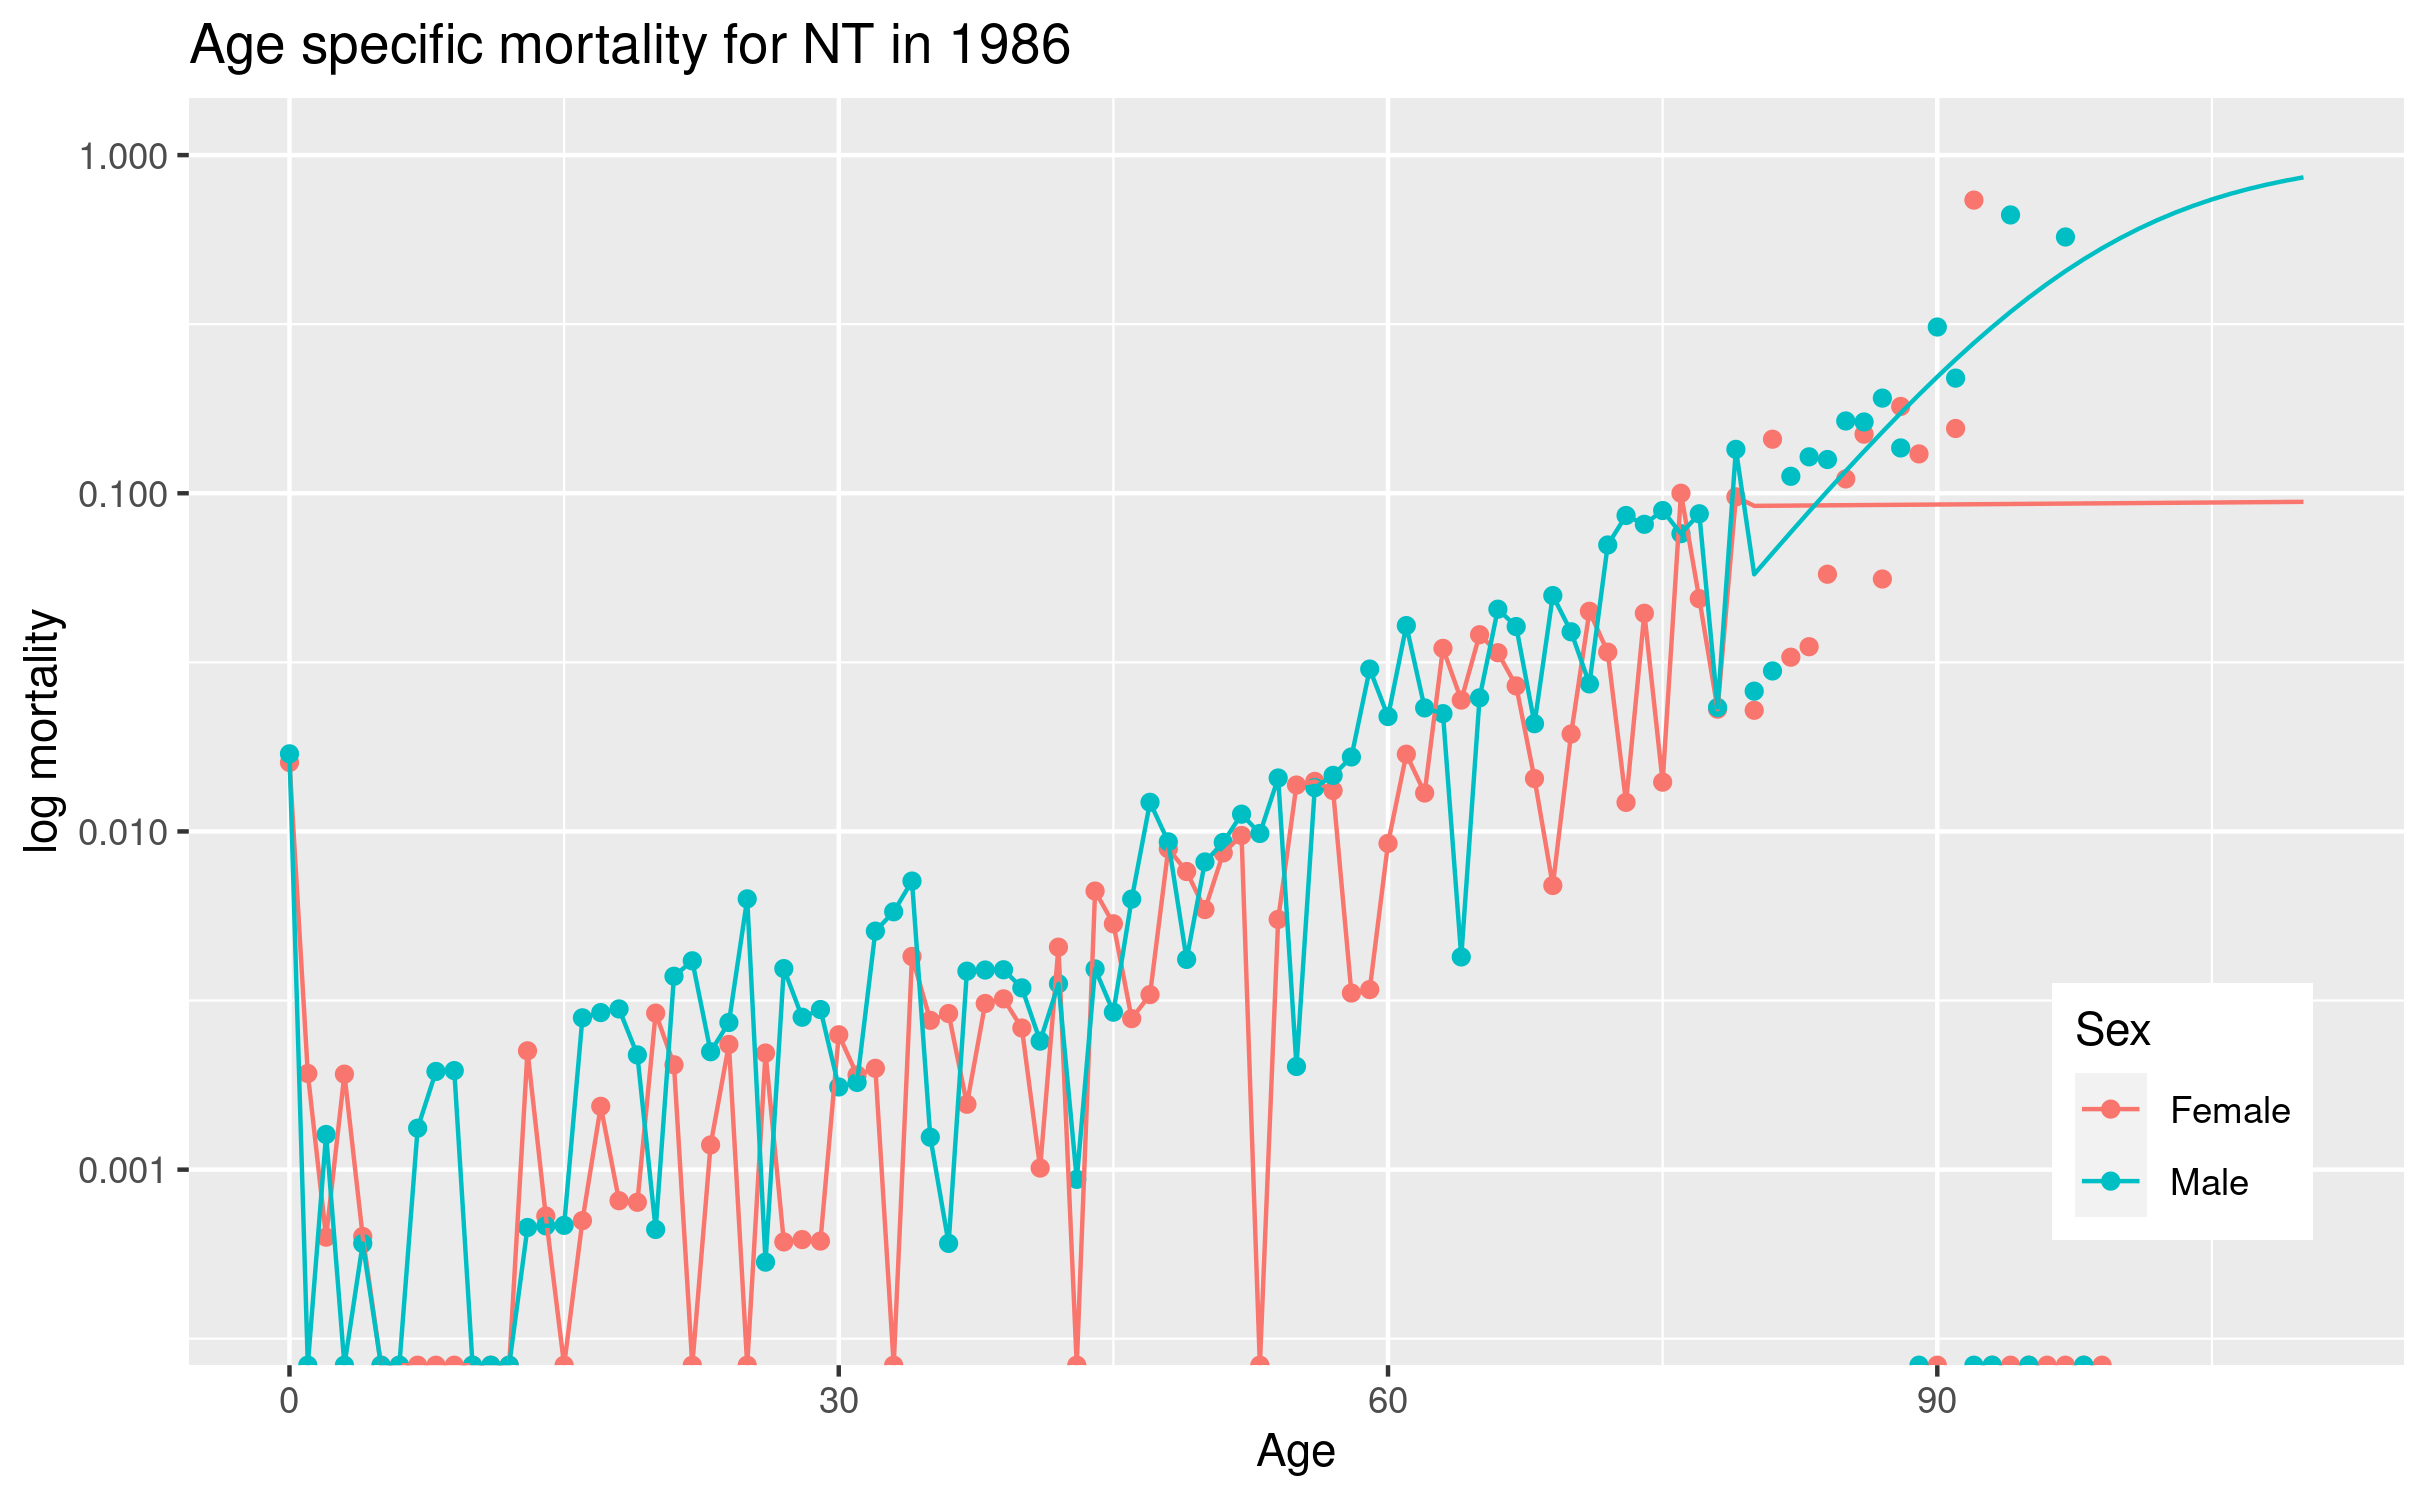 Age specific mortality for NT in 1986
1.000
0.100
0.010
0.001
log mortality
0
30
60
90
Age
Sex
Female
Male